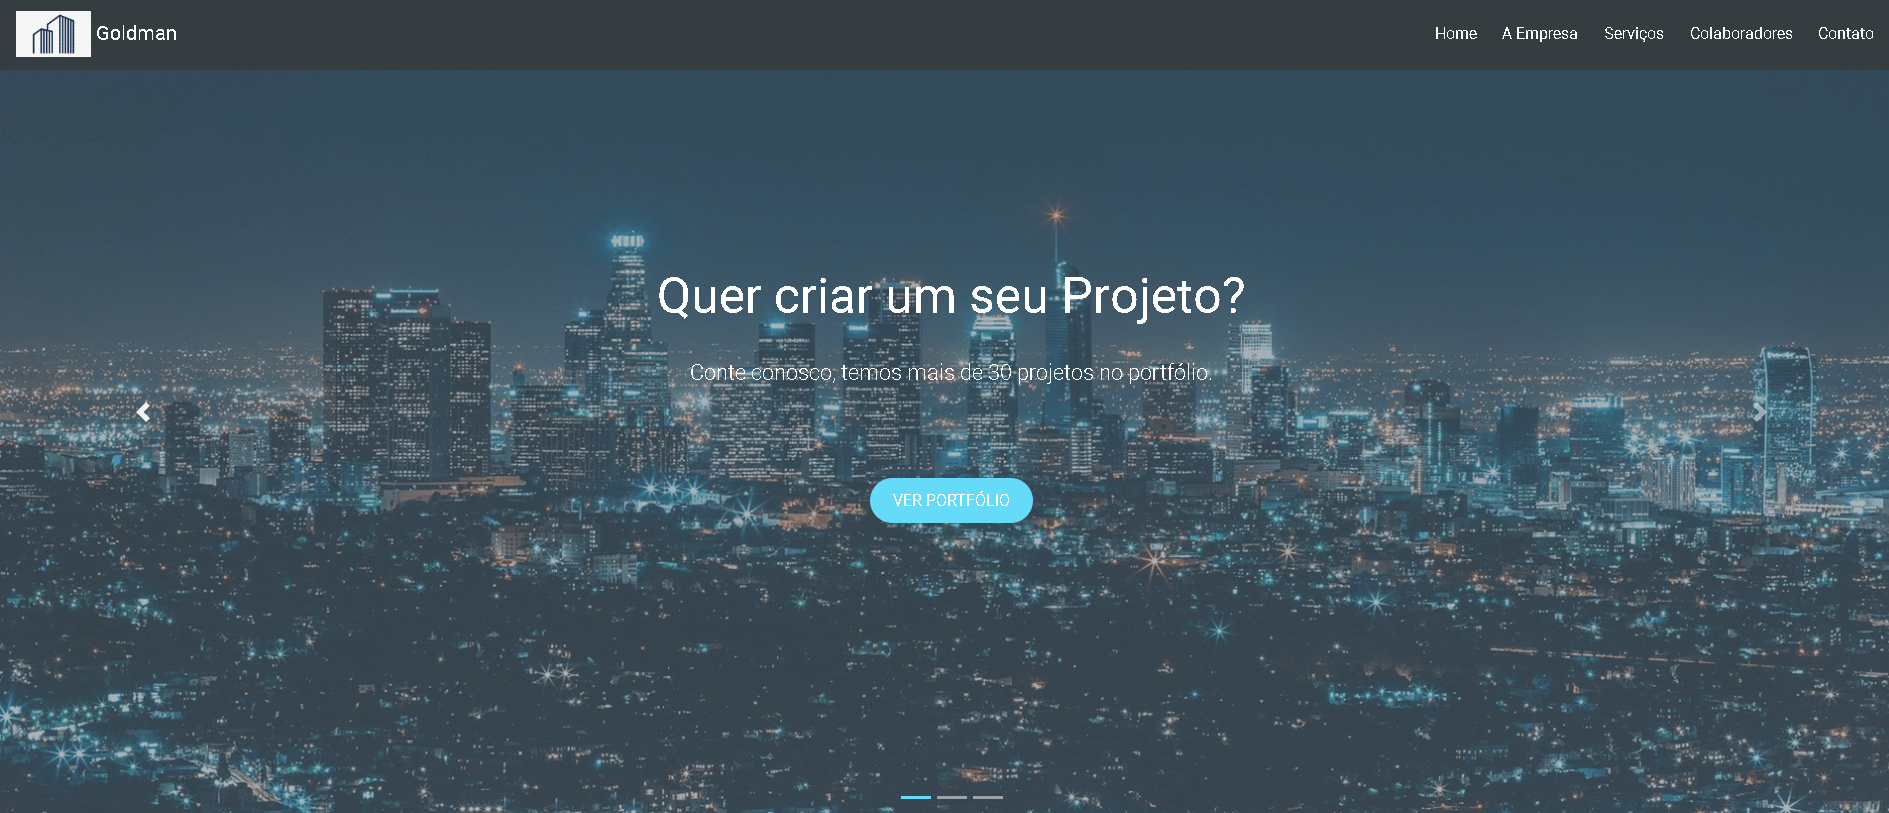 Goldman
Home A Empresa Serviços Colaboradores Contato
Quer criar um seu Projeto?
Conte conosco, temos mais de 30 projetos no portfólio.
VER PORTFÓLIO